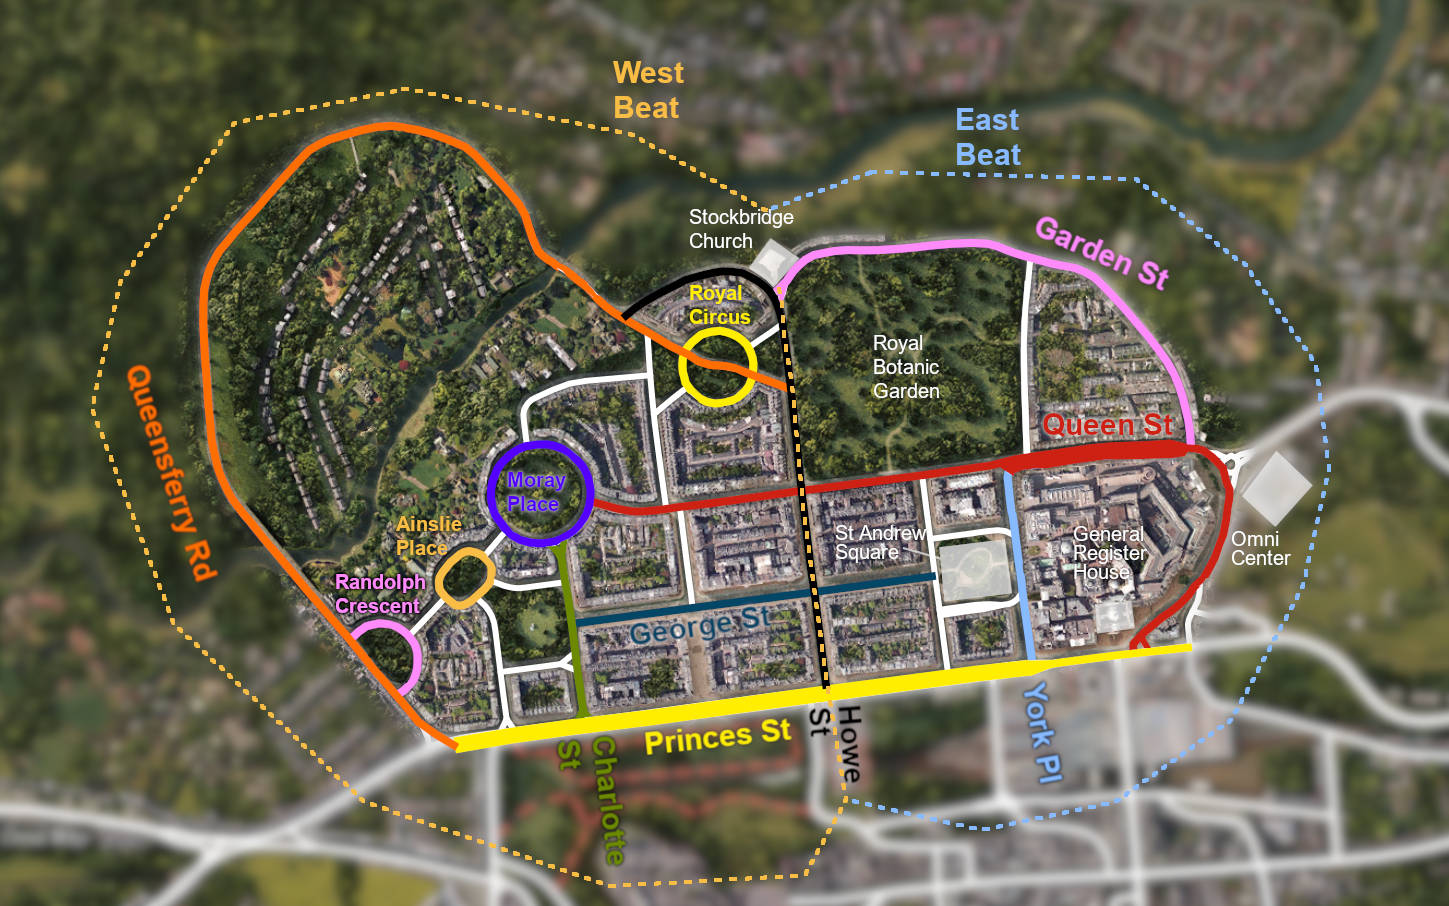 West
Beat
East
Beat
Stockbridge
Church
Garden St
Royal
Circus
Royal
Botanic
Garden
Queensferry Rd
Queen St
Moray
Place
Ainslie
Place
St Andrew
Square
General
Register
House
Omni
Center
Randolph
Crescent
George St
York Pl
Howe
St
Princes St
Charlotte
St